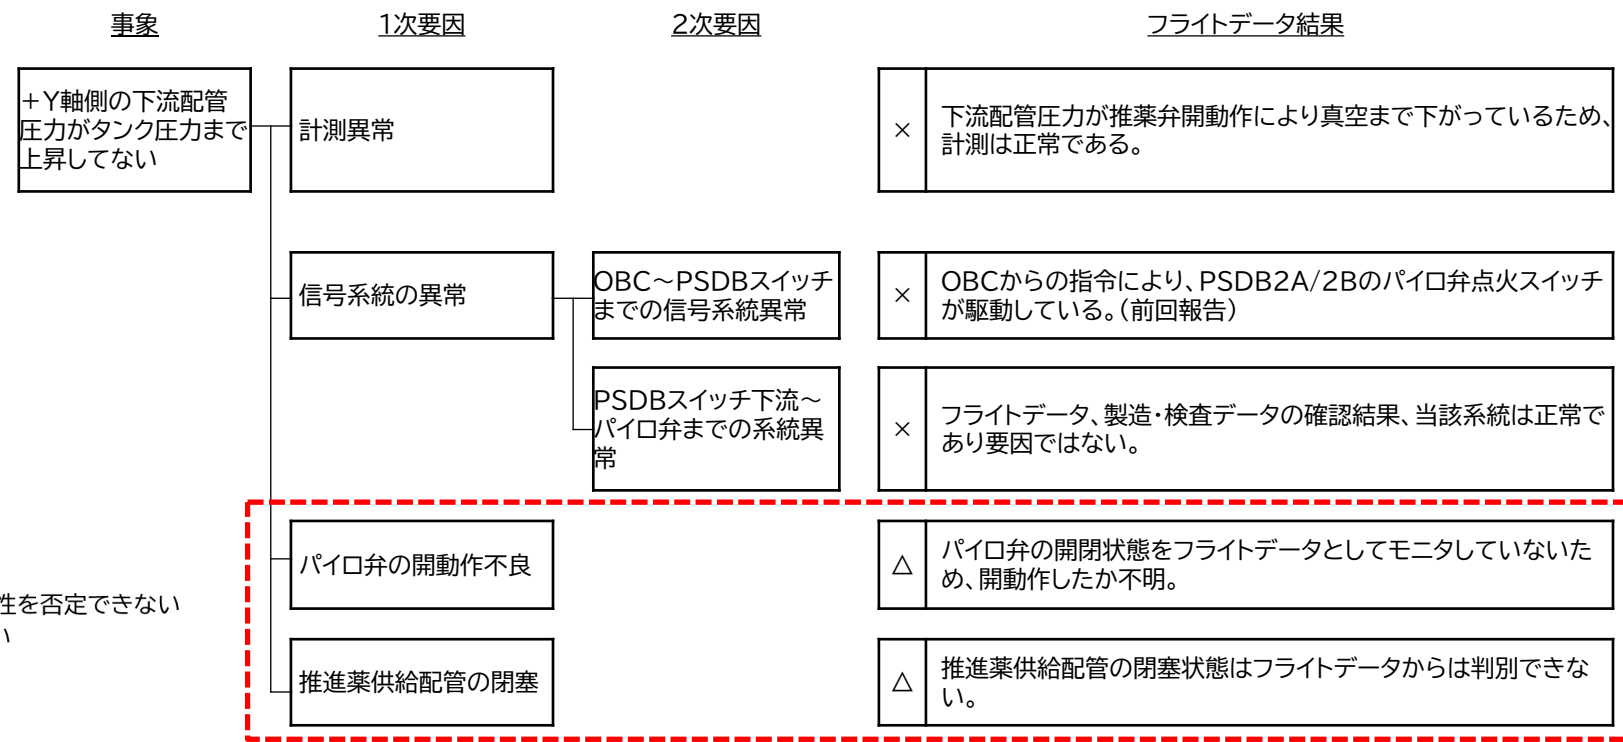 事象
1次要因
2次要因
フライトデータ結果
+Y軸側の下流配管
圧力がタンク圧力まで
上昇してない
計測異常
×
下流配管圧力が推薬弁開動作により真空まで下がっているため、
計測は正常である。
信号系統の異常
OBC～PSDBスイッチ
までの信号系統異常
×
OBCからの指令により、PSDB2A/2Bのパイロ弁点火スイッチ
が駆動している。(前回報告)
PSDBスイッチ下流～
パイロ弁までの系統異
常
×
フライトデータ、製造・検査データの確認結果、当該系統は正常で
あり要因ではない。
パイロ弁の開動作不良
△
パイロ弁の開閉状態をフライトデータとしてモニタしていないた
め、開動作したか不明。
性を否定できない
い
推進薬供給配管の閉塞
△
推進薬供給配管の閉塞状態はフライトデータからは判別できな
い。